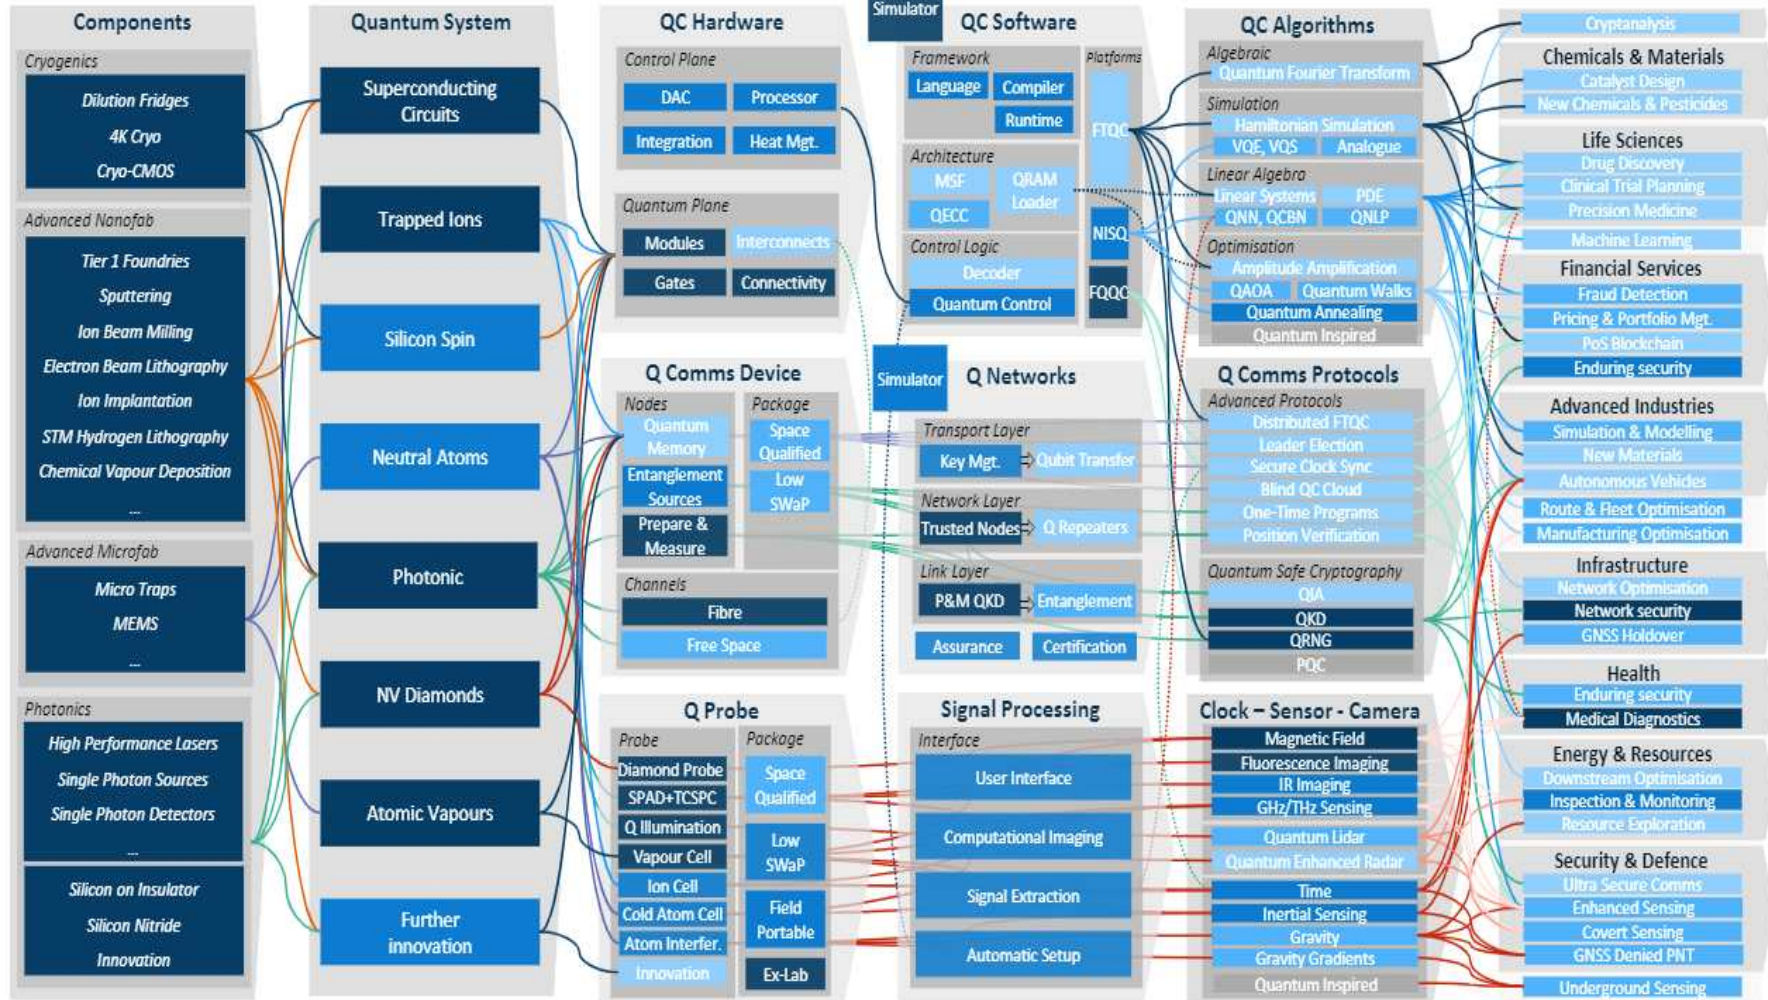 Components
Cryogenics
Dilution Fridges
4K Cryo
Cryo-CMOS
Advanced Nanofab
Tier 1 Foundries
Sputtering
Ion Beam Milling
Electron Beam Lithography
Ion Implantation
STM Hydrogen Lithography
Chemical Vapour Deposition
...
Advanced Microfab
Micro Traps
MEMS
...
Photonics
High Performance Lasers
Single Photon Sources
Single Photon Detectors
...
Silicon on Insulator
Silicon Nitride
Innovation
Quantum System
Superconducting
Circuits
Trapped Ions
Silicon Spin
Neutral Atoms
Photonic
NV Diamonds
Atomic Vapours
Further
innovation
QC Hardware
Control Plane
DAC
Processor
Integration
Heat Mgt.
Quantum Plane
Modules
Interconnects
Gates
Connectivity
Q Comms Device
Nodes
Quantum
Memory
Entanglement
Sources
Prepare &
Measure
Package
Space
Qualified
Low
SWaP
Channels
Fibre
Free Space
Q Probe
Probe
Diamond Probe
SPAD+TCSPC
Q Illumination
Vapour Cell
Ion Cell
Cold Atom Cell
Atom Interfer.
Innovation
Package
Space
Qualified
Low
SWaP
Field
Portable
Ex-Lab
Simulator
QC Software
Framework
Language
Compiler
Runtime
Architecture
MSF
QRAM
Loader
QECC
Control Logic
Decoder
Quantum Control
Platforms
FTQC
NISQ
FQQC
Simulator
Q Networks
Transport Layer
Key Mgt.
Qubit Transfer
Network Layer
Trusted Nodes
Q Repeaters
Link Layer
P&M QKD
Entanglement
Assurance
Certification
Signal Processing
Interface
User Interface
Computational Imaging
Signal Extraction
Automatic Setup
QC Algorithms
Algebraic
Quantum Fourier Transform
Simulation
Hamiltonian Simulation
VQE, VQS
Analogue
Linear Algebra
Linear Systems
PDE
QNN, QCBN
QNLP
Optimisation
Amplitude Amplification
QAOA
Quantum Walks
Quantum Annealing
Quantum Inspired
Q Comms Protocols
Advanced Protocols
Distributed FTQC
Leader Election
Secure Clock Sync
Blind QC Cloud
One-Time Programs
Position Verification
Quantum Safe Cryptography
QIA
QKD
QRNG
PQC
Clock – Sensor - Camera
Magnetic Field
Fluorescence Imaging
IR Imaging
GHz/THz Sensing
Quantum Lidar
Quantum Enhanced Radar
Time
Inertial Sensing
Gravity
Gravity Gradients
Quantum Inspired
Cryptanalysis
Chemicals & Materials
Catalyst Design
New Chemicals & Pesticides
Life Sciences
Drug Discovery
Clinical Trial Planning
Precision Medicine
Machine Learning
Financial Services
Fraud Detection
Pricing & Portfolio Mgt.
PoS Blockchain
Enduring security
Advanced Industries
Simulation & Modelling
New Materials
Autonomous Vehicles
Route & Fleet Optimisation
Manufacturing Optimisation
Infrastructure
Network Optimisation
Network security
GNSS Holdover
Health
Enduring security
Medical Diagnostics
Energy & Resources
Downstream Optimisation
Inspection & Monitoring
Resource Exploration
Security & Defence
Ultra Secure Comms
Enhanced Sensing
Covert Sensing
GNSS Denied PNT
Underground Sensing